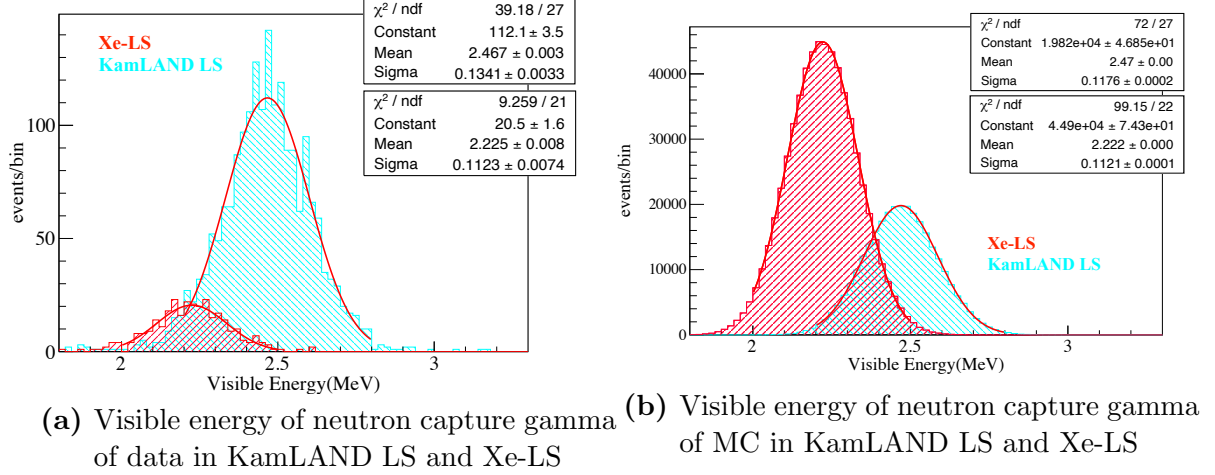 χ² / ndf 39.18 / 27
Constant 112.1 ± 3.5
Mean 2.467 ± 0.003
Sigma 0.1341 ± 0.0033
χ² / ndf 9.259 / 21
Constant 20.5 ± 1.6
Mean 2.225 ± 0.008
Sigma 0.1123 ± 0.0074
Xe-LS
KamLAND LS
events/bin
100
50
0
2 2.5 3
Visible Energy(MeV)
(a) Visible energy of neutron capture gamma
of data in KamLAND LS and Xe-LS
χ² / ndf 72 / 27
Constant 1.982e+04 ± 4.685e+01
Mean 2.47 ± 0.00
Sigma 0.1176 ± 0.0002
χ² / ndf 99.15 / 22
Constant 4.49e+04 ± 7.43e+01
Mean 2.222 ± 0.000
Sigma 0.1121 ± 0.0001
Xe-LS
KamLAND LS
events/bin
40000
30000
20000
10000
0
2 2.5 3
Visible Energy(MeV)
(b) Visible energy of neutron capture gamma
of MC in KamLAND LS and Xe-LS